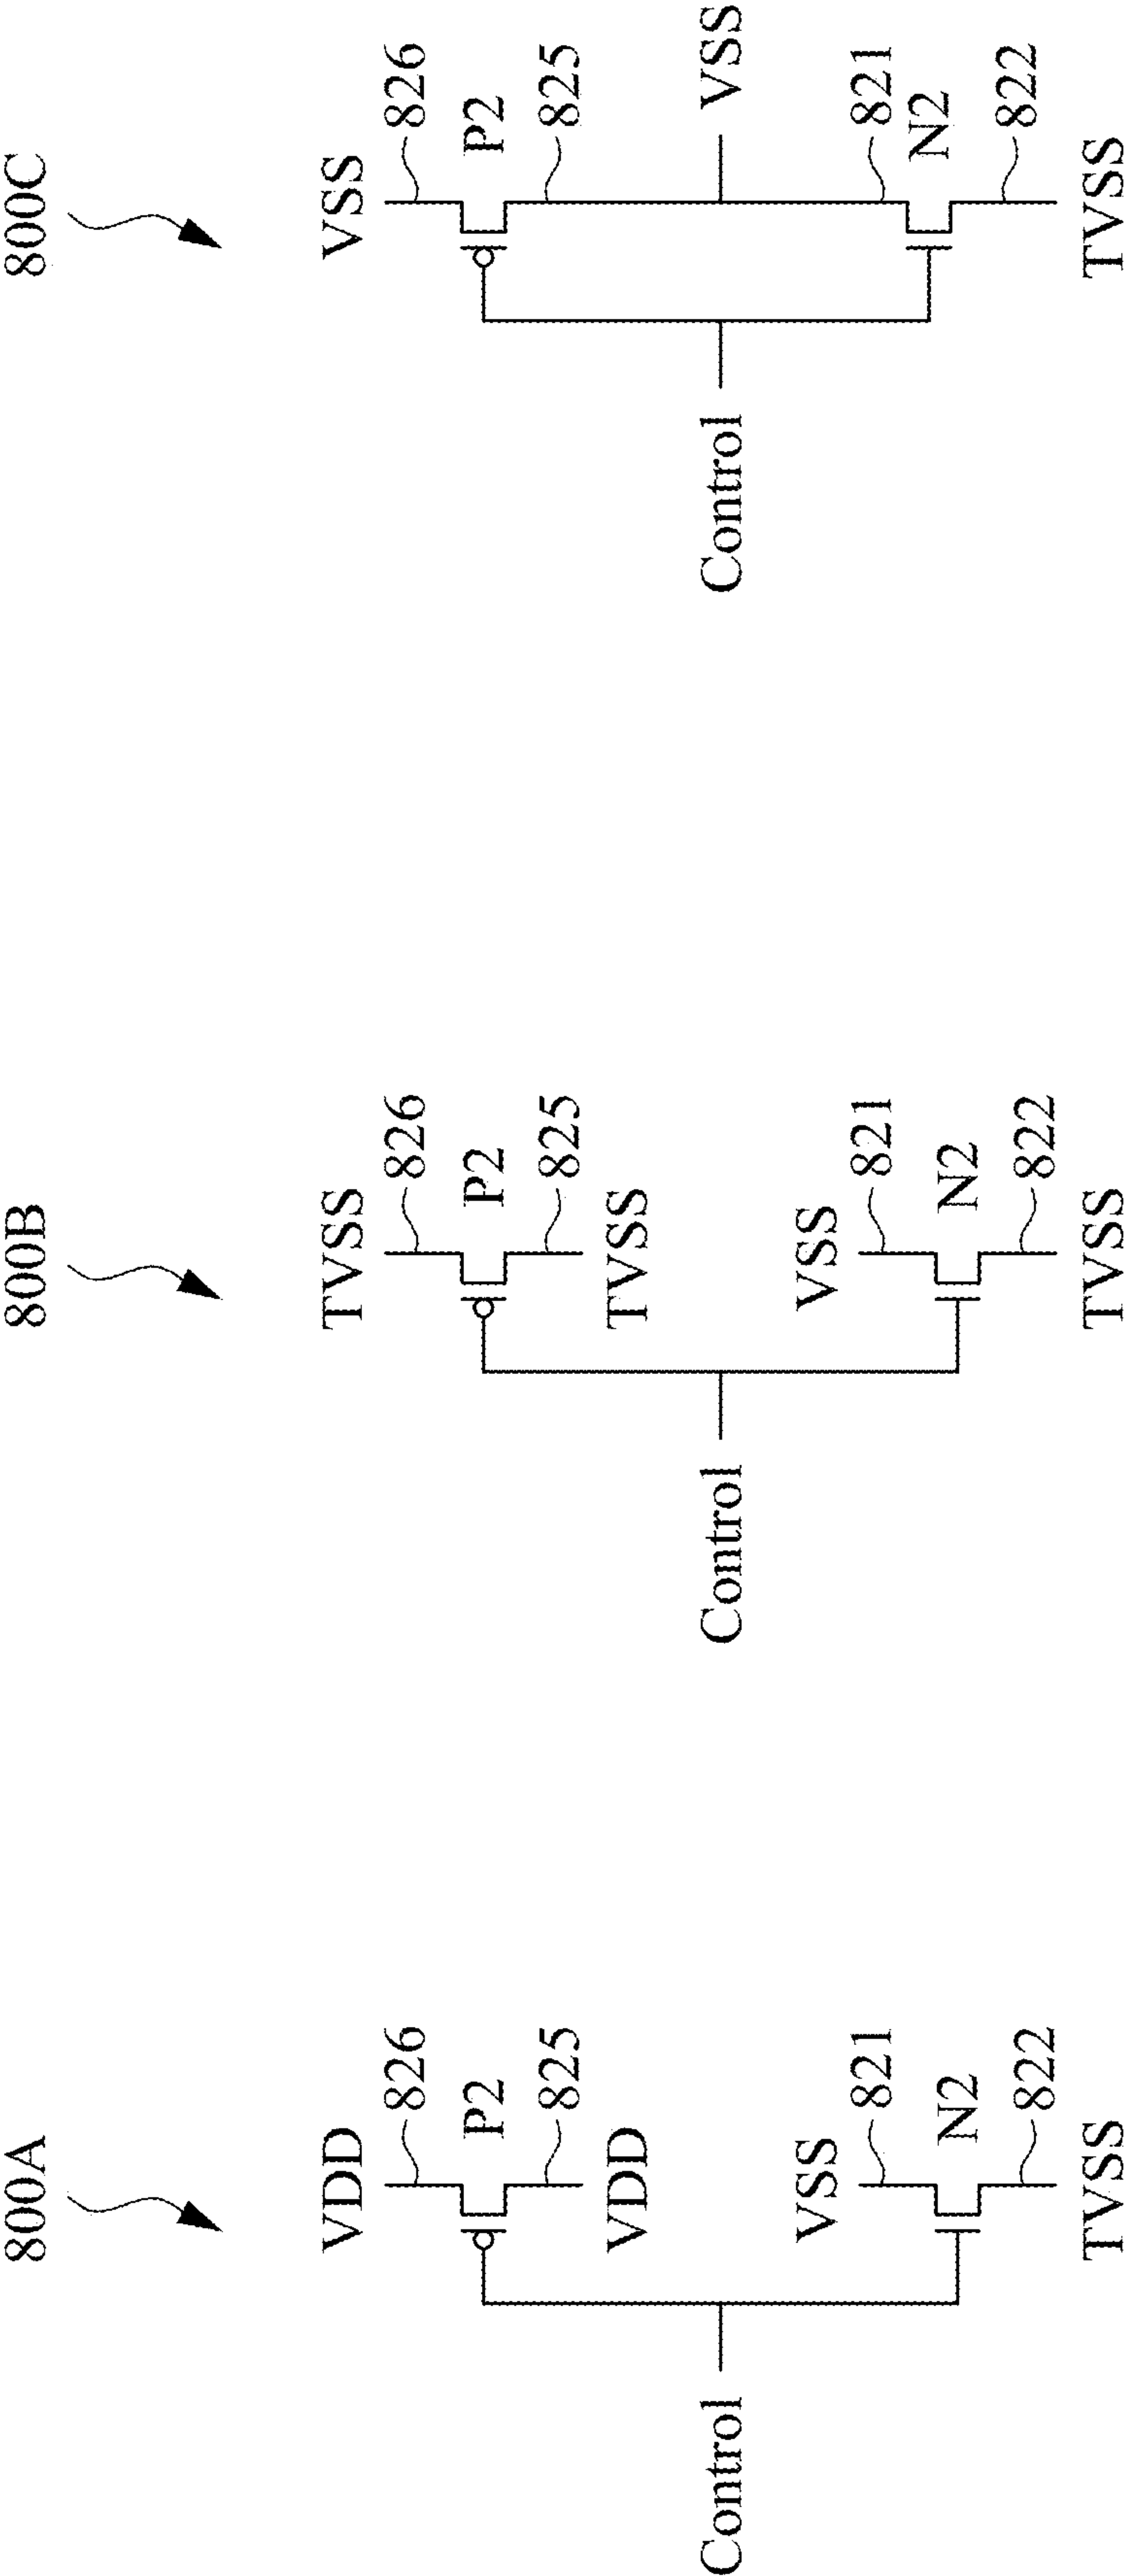 800A
VDD
826
P2
825
VDD
Control
VSS
821
N2
822
TVSS
800B
TVSS
826
P2
825
TVSS
Control
VSS
821
N2
822
TVSS
800C
VSS
826
P2
825
Control
VSS
821
N2
822
TVSS